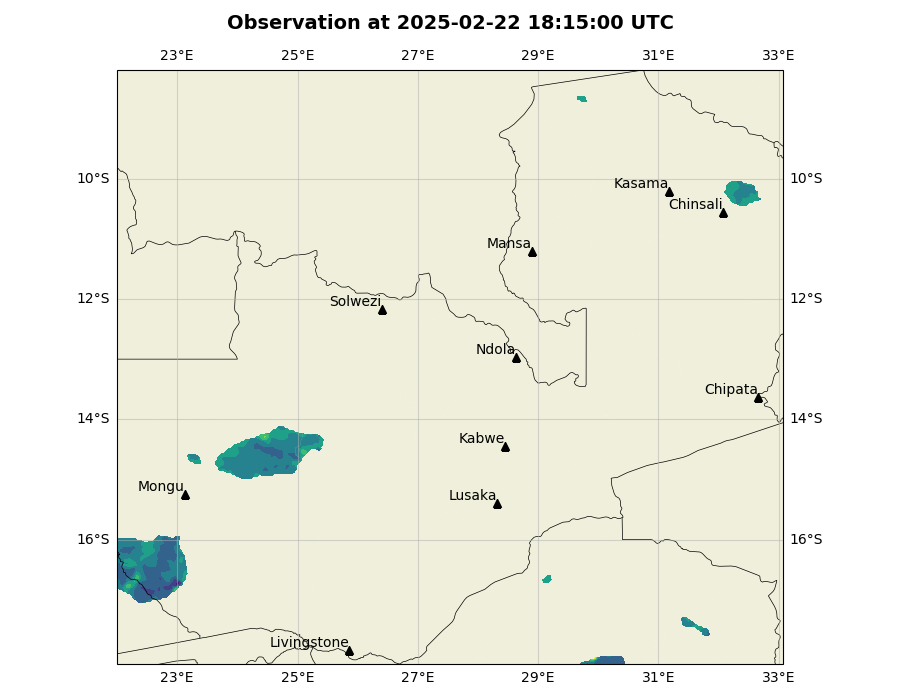 Observation at 2025-02-22 18:15:00 UTC
23°E 25°E 27°E 29°E 31°E 33°E
10°S 10°S
Kasama
Chinsali
Mansa
12°S 12°S
Solwezi
Ndola
Chipata
14°S 14°S
Kabwe
Mongu
Lusaka
16°S 16°S
Livingstone
23°E 25°E 27°E 29°E 31°E 33°E